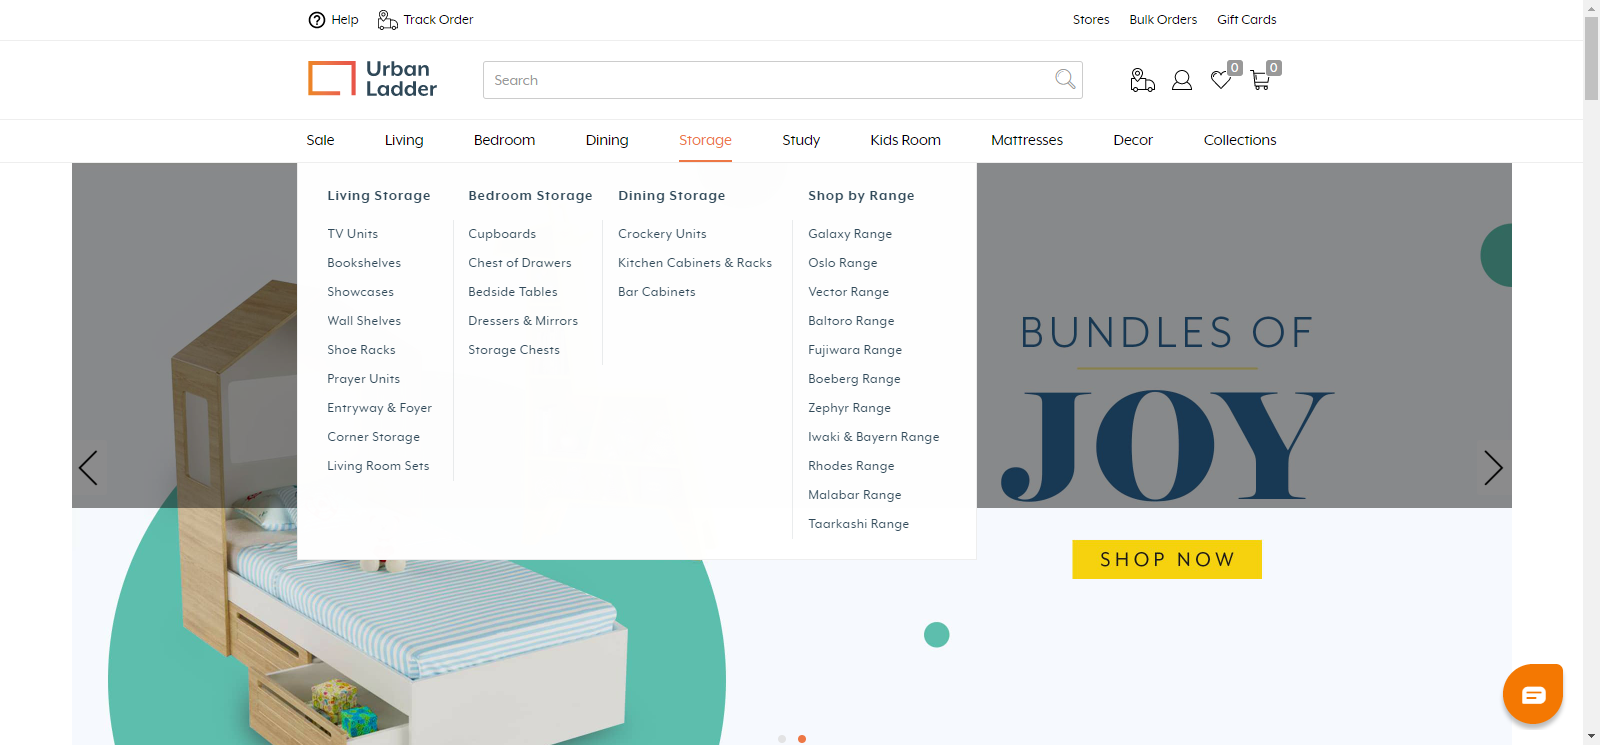 Help
Track Order
Stores
Bulk Orders
Gift Cards
Urban
Ladder
Search
0
0
Sale
Living
Bedroom
Dining
Storage
Study
Kids Room
Mattresses
Decor
Collections
Living Storage
TV Units
Bookshelves
Showcases
Wall Shelves
Shoe Racks
Prayer Units
Entryway & Foyer
Corner Storage
Living Room Sets
Bedroom Storage
Cupboards
Chest of Drawers
Bedside Tables
Dressers & Mirrors
Storage Chests
Dining Storage
Crockery Units
Kitchen Cabinets & Racks
Bar Cabinets
Shop by Range
Galaxy Range
Oslo Range
Vector Range
Baltoro Range
Fujiwara Range
Boeberg Range
Zephyr Range
Iwaki & Bayern Range
Rhodes Range
Malabar Range
Taarkashi Range
BUNDLES OF
JOY
SHOP NOW